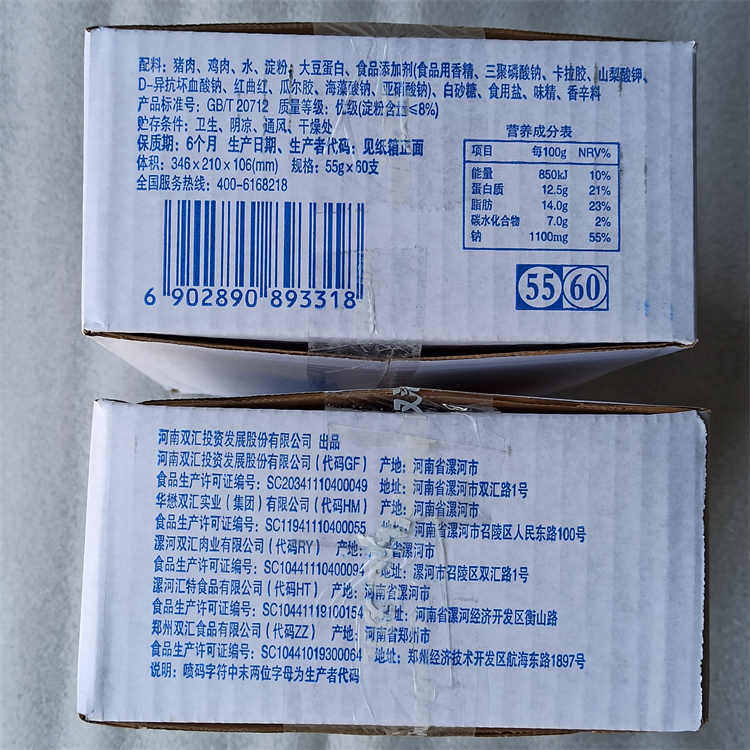 配料：猪肉、鸡肉、水、淀粉、大豆蛋白、食品添加剂(食品用香精、三聚磷酸钠、卡拉胶、山梨酸钾、
D-异抗坏血酸钠、红曲红、瓜尔胶、海藻酸钠、亚硝酸钠)、白砂糖、食用盐、味精、香辛料
产品标准号：GB/T 20712 质量等级：优级(淀粉含量≤8%)
贮存条件：卫生、阴凉、通风、干燥处
保质期：6个月 生产日期、生产者代码：见纸箱正面
体积：346×210×106(mm) 规格：55g×60支
全国服务热线：400-6168218
营养成分表
项目 每100g NRV%
能量 850kJ 10%
蛋白质 12.5g 21%
脂肪 14.0g 23%
碳水化合物 7.0g 2%
钠 1100mg 55%
6 902890 893318
55 60
河南双汇投资发展股份有限公司 出品
河南双汇投资发展股份有限公司（代码GF） 产地：河南省漯河市
食品生产许可证编号：SC20341110400049 地址：河南省漯河市双汇路1号
华懋双汇实业（集团）有限公司（代码HM） 产地：河南省漯河市
食品生产许可证编号：SC11941110400055 地址：河南省漯河市召陵区人民东路100号
漯河双汇肉业有限公司（代码RY） 产地：省漯河市
食品生产许可证编号：SC10441110400094 地址：漯河市召陵区双汇路1号
漯河汇特食品有限公司（代码HT） 产地：河南省漯河市
食品生产许可证编号：SC10441119100154 地址：河南省漯河经济开发区衡山路
郑州双汇食品有限公司（代码ZZ） 产地：河南省郑州市
食品生产许可证编号：SC10441019300064 地址：郑州经济技术开发区航海东路1897号
说明：喷码字符中末两位字母为生产者代码